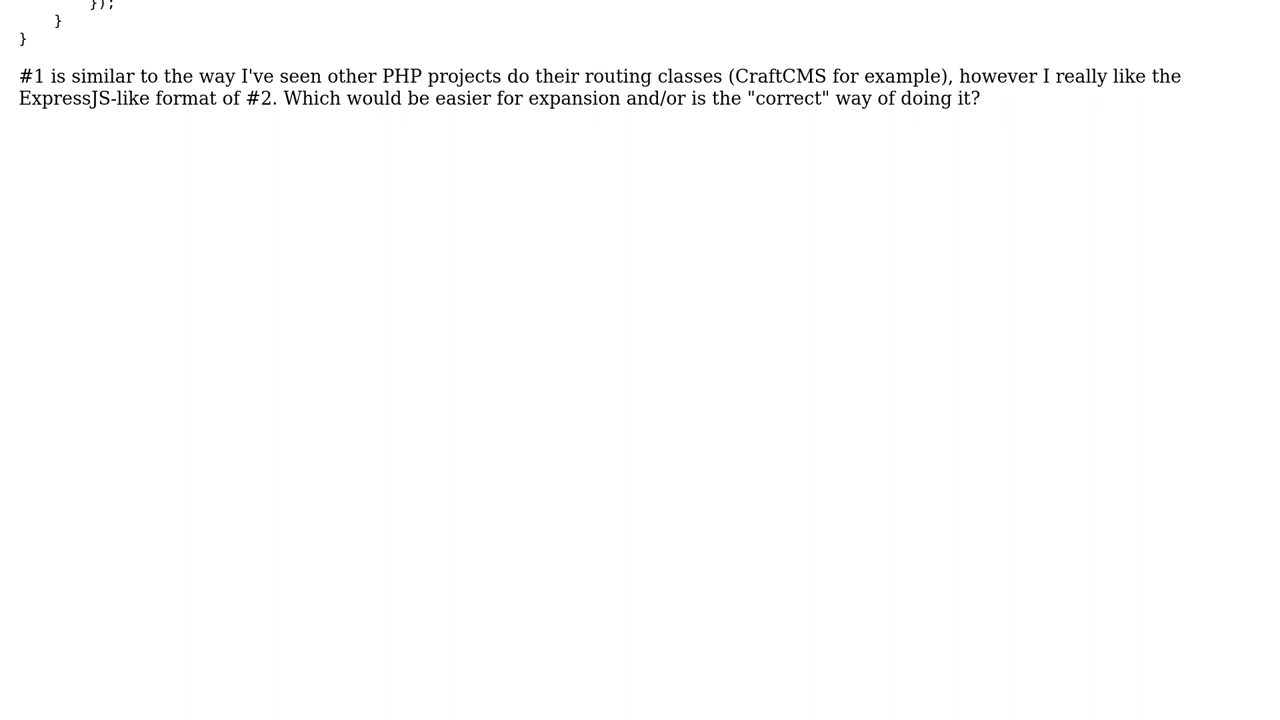 });
}
}
#1 is similar to the way I've seen other PHP projects do their routing classes (CraftCMS for example), however I really like the
ExpressJS-like format of #2. Which would be easier for expansion and/or is the "correct" way of doing it?